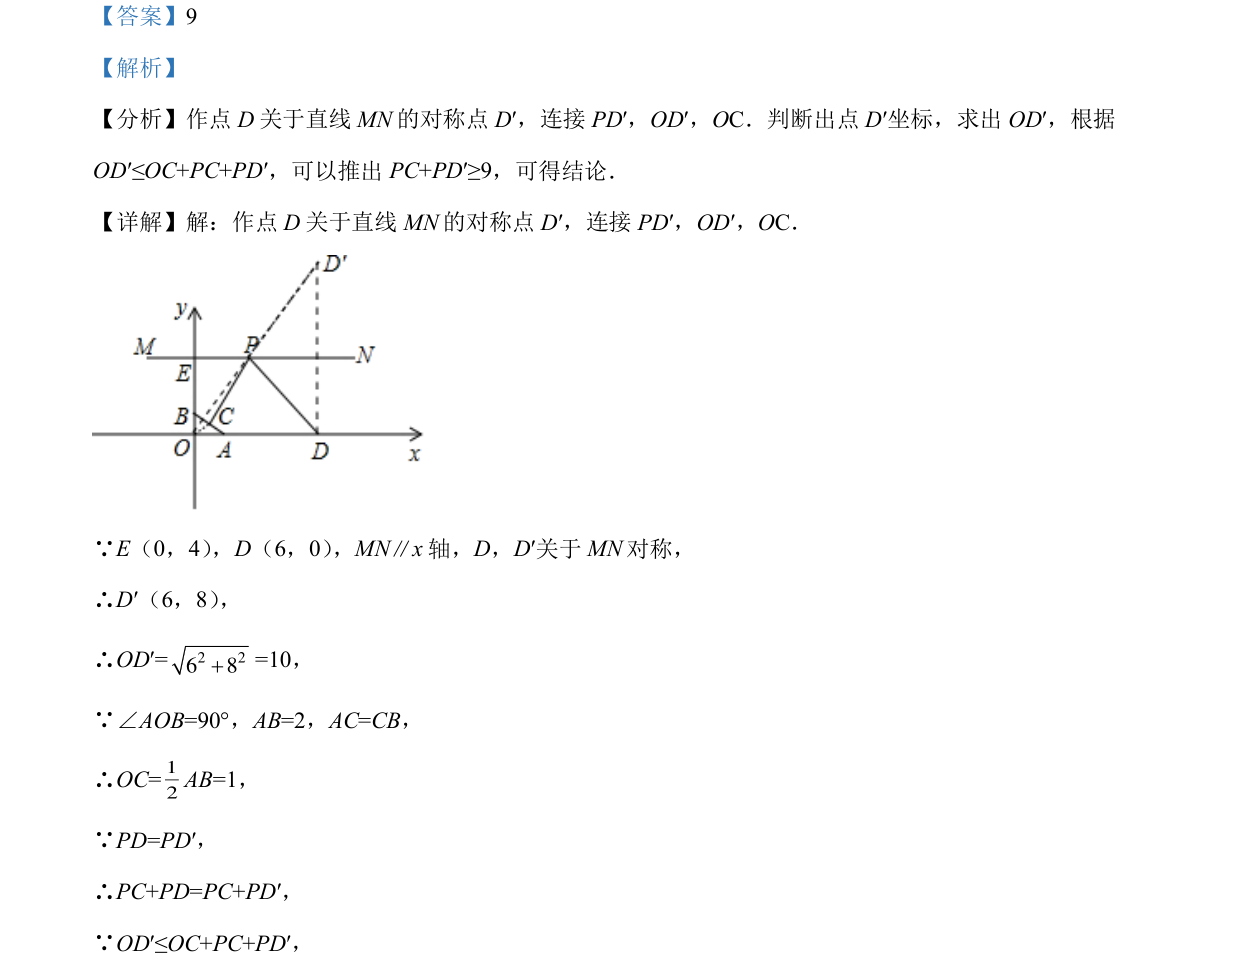 【答案】9
【解析】
【分析】作点 D 关于直线 MN 的对称点 D′，连接 PD′，OD′，OC．判断出点 D′坐标，求出 OD′，根据
OD′≤OC+PC+PD′，可以推出 PC+PD′≥9，可得结论．
【详解】解：作点 D 关于直线 MN 的对称点 D′，连接 PD′，OD′，OC．
D'
y
M P N
E
B C
O A D x
∵E（0，4），D（6，0），MN∥x 轴，D，D′关于 MN 对称，
∴D′（6，8），
∴OD′=√(6²+8²) =10，
∵∠AOB=90°，AB=2，AC=CB，
∴OC=1/2 AB=1，
∵PD=PD′，
∴PC+PD=PC+PD′，
∵OD′≤OC+PC+PD′，